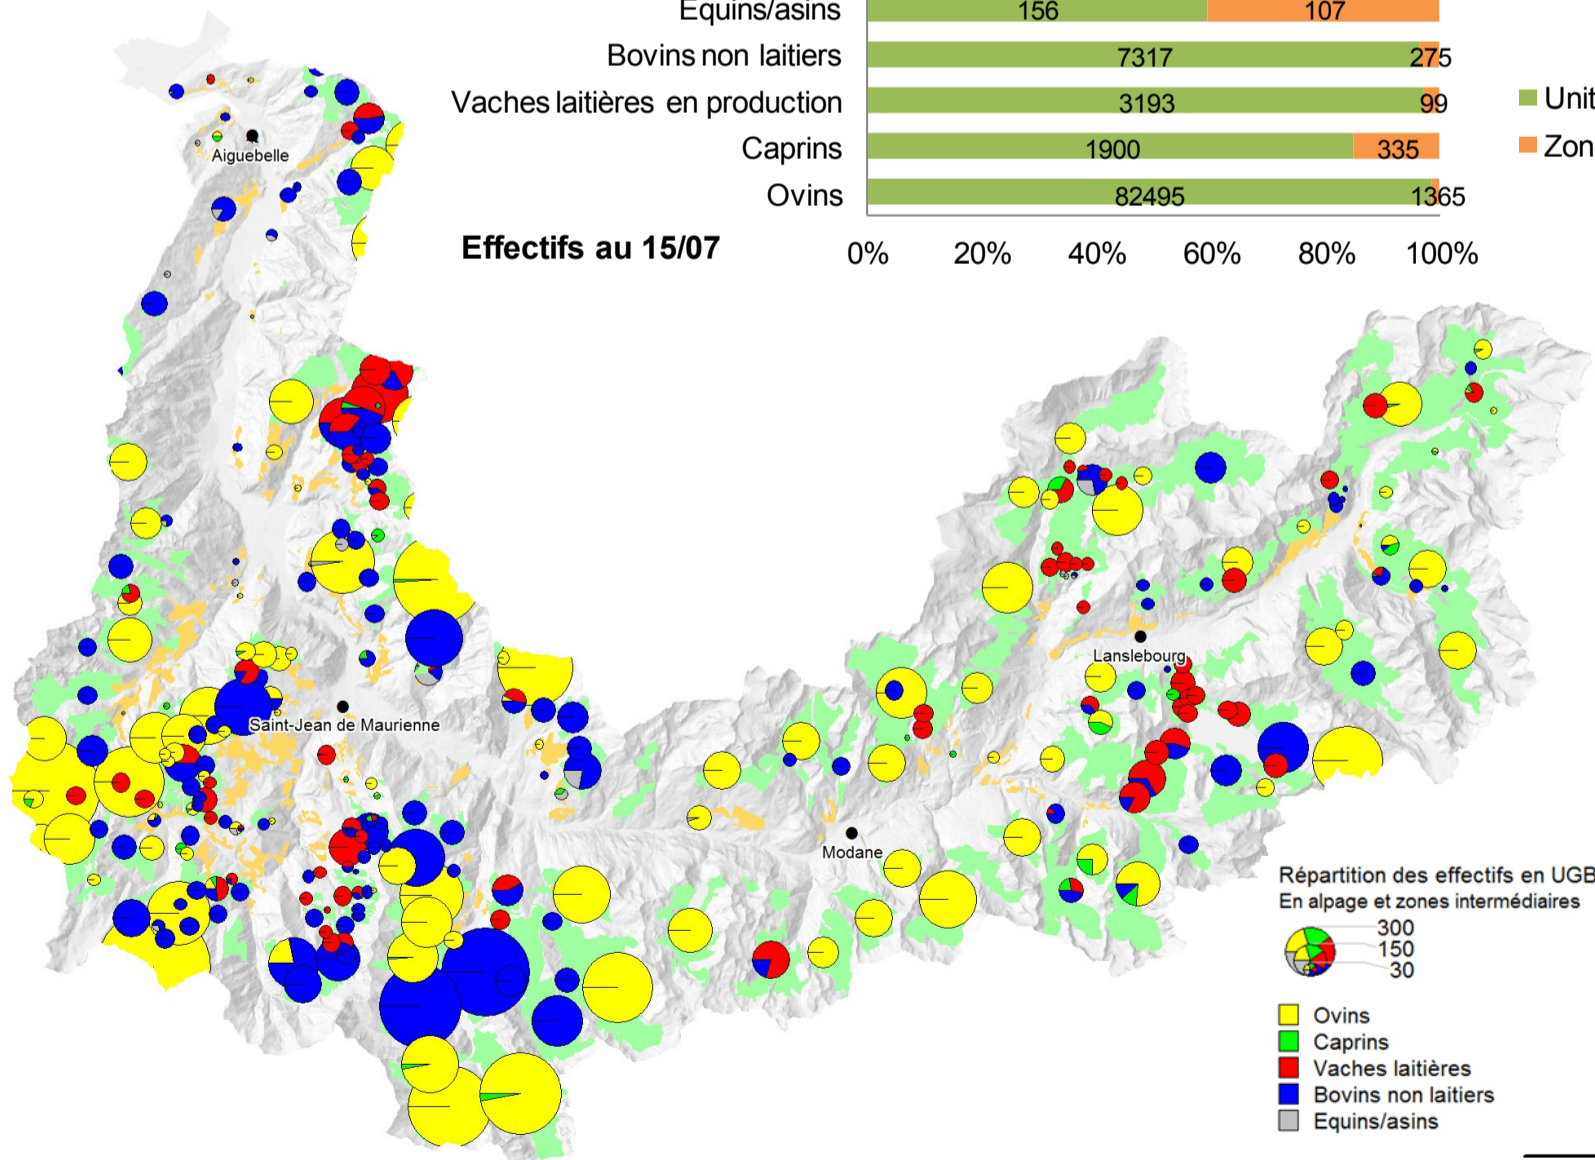 Equins/asins 156 107
Bovins non laitiers 7317 275
Vaches laitières en production 3193 99
Unit
Caprins 1900 335
Zon
Ovins 82495 1365
Effectifs au 15/07
0% 20% 40% 60% 80% 100%
Aiguebelle
Saint-Jean de Maurienne
Lanslebourg
Modane
Répartition des effectifs en UGB
En alpage et zones intermédiaires
300
150
30
Ovins
Caprins
Vaches laitières
Bovins non laitiers
Equins/asins